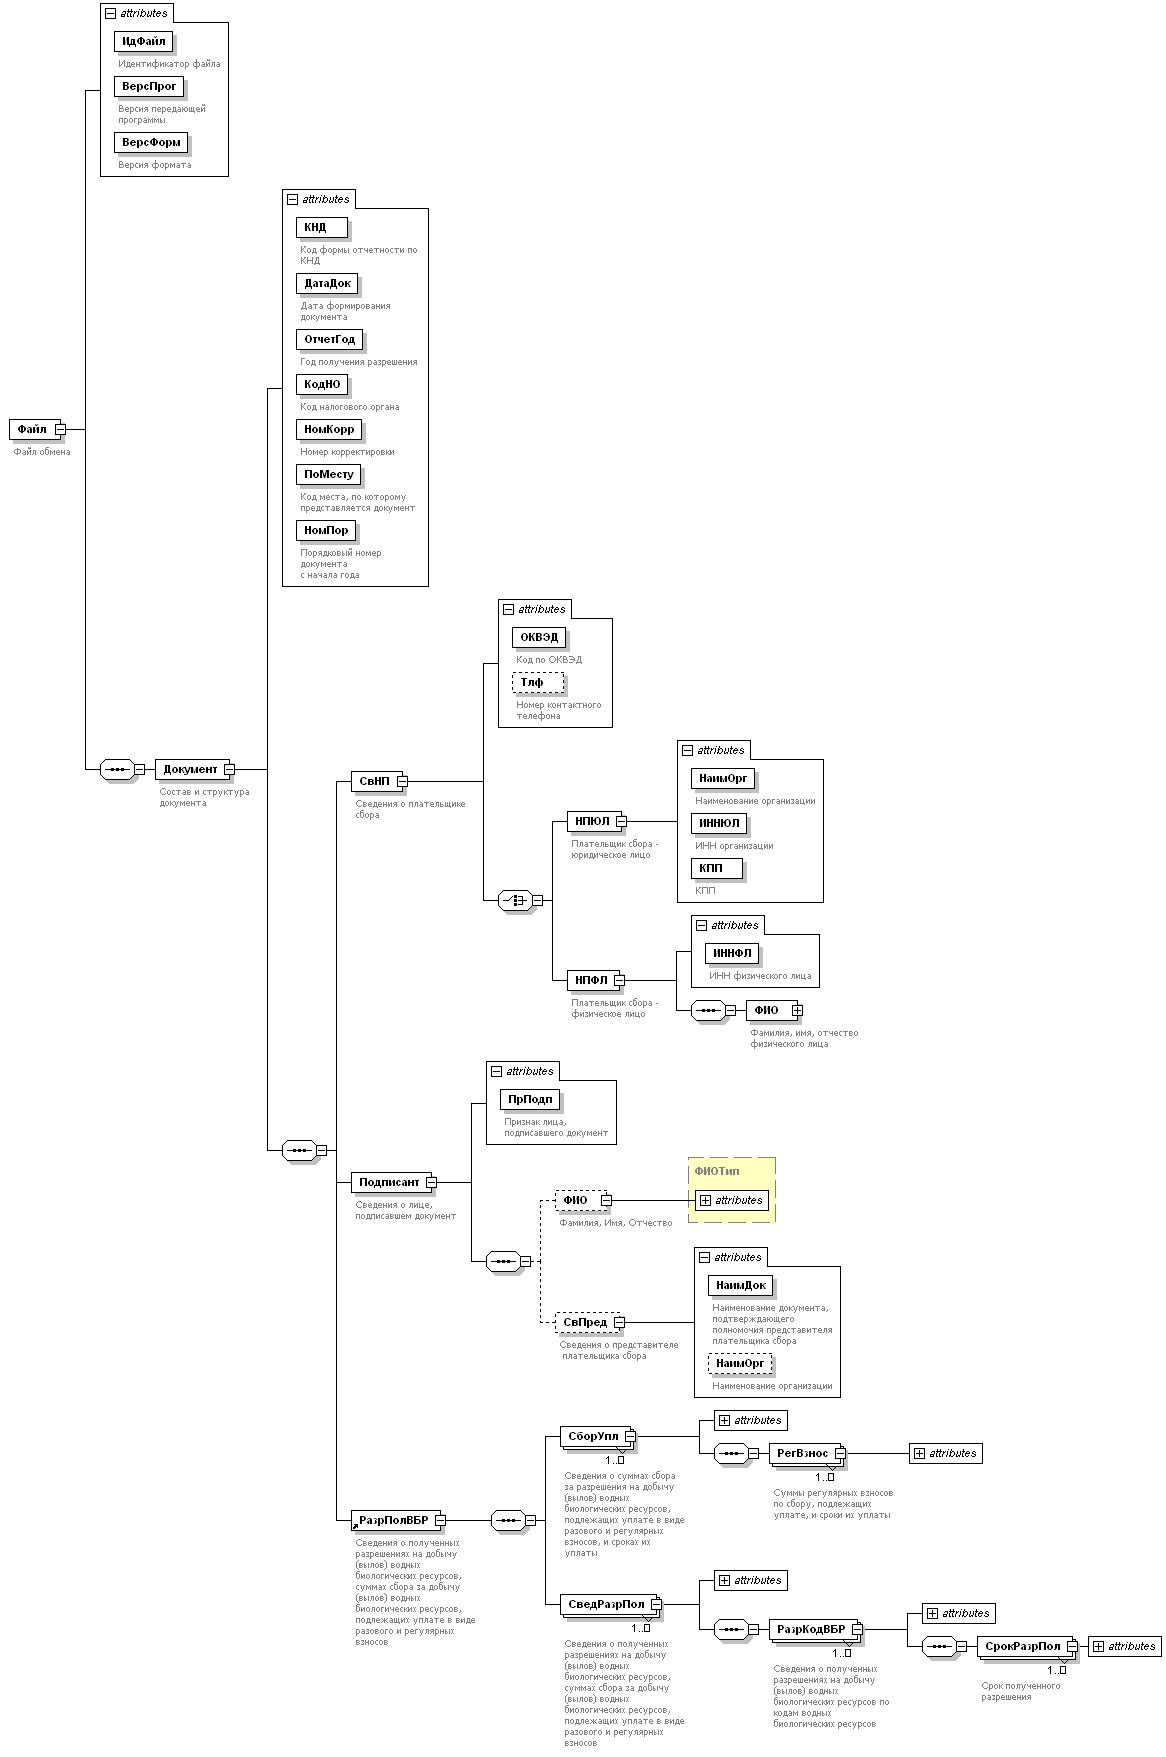 attributes
ИдФайл
Идентификатор файла
ВерсПрог
Версия передающей
программы
ВерсФорм
Версия формата
Файл
Файл обмена
attributes
КНД
Код формы отчетности по
КНД
ДатаДок
Дата формирования
документа
ОтчетГод
Год получения разрешения
КодНО
Код налогового органа
НомКорр
Номер корректировки
ПоМесту
Код места, по которому
представляется документ
НомПор
Порядковый номер
документа
с начала года
Документ
Состав и структура
документа
СвНП
Сведения о плательщике
сбора
attributes
ОКВЭД
Код по ОКВЭД
Тлф
Номер контактного
телефона
НПЮЛ
Плательщик сбора -
юридическое лицо
attributes
НаимОрг
Наименование организации
ИННЮЛ
ИНН организации
КПП
КПП
НПФЛ
Плательщик сбора -
физическое лицо
attributes
ИННФЛ
ИНН физического лица
ФИО
Фамилия, имя, отчество
физического лица
Подписант
Сведения о лице,
подписавшем документ
attributes
ПрПодп
Признак лица,
подписавшего документ
ФИО
Фамилия, Имя, Отчество
ФИОТип
attributes
СвПред
Сведения о представителе
плательщика сбора
attributes
НаимДок
Наименование документа,
подтверждающего
полномочия представителя
плательщика сбора
НаимОрг
Наименование организации
РазрПолВБР
Сведения о полученных
разрешениях на добычу
(вылов) водных
биологических ресурсов,
суммах сбора за добычу
(вылов) водных
биологических ресурсов,
подлежащих уплате в виде
разового и регулярных
взносов
СборУпл
1..
Сведения о суммах сбора
за разрешения на добычу
(вылов) водных
биологических ресурсов,
подлежащих уплате в виде
разового и регулярных
взносов, и сроках их
уплаты
attributes
РегВзнос
1..
Суммы регулярных взносов
по сбору, подлежащих
уплате, и сроки их уплаты
attributes
СведРазрПол
1..
Сведения о полученных
разрешениях на добычу
(вылов) водных
биологических ресурсов,
суммах сбора за добычу
(вылов) водных
биологических ресурсов,
подлежащих уплате в виде
разового и регулярных
взносов
attributes
РазрКодВБР
1..
Сведения о полученных
разрешениях на добычу
(вылов) водных
биологических ресурсов по
кодам водных
биологических ресурсов
attributes
СрокРазрПол
1..
Срок полученного
разрешения
attributes